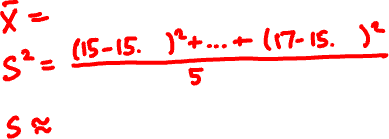 X̄ =
S² = (15-15.  )²+...+ (17-15.  )² / 5
S ≈